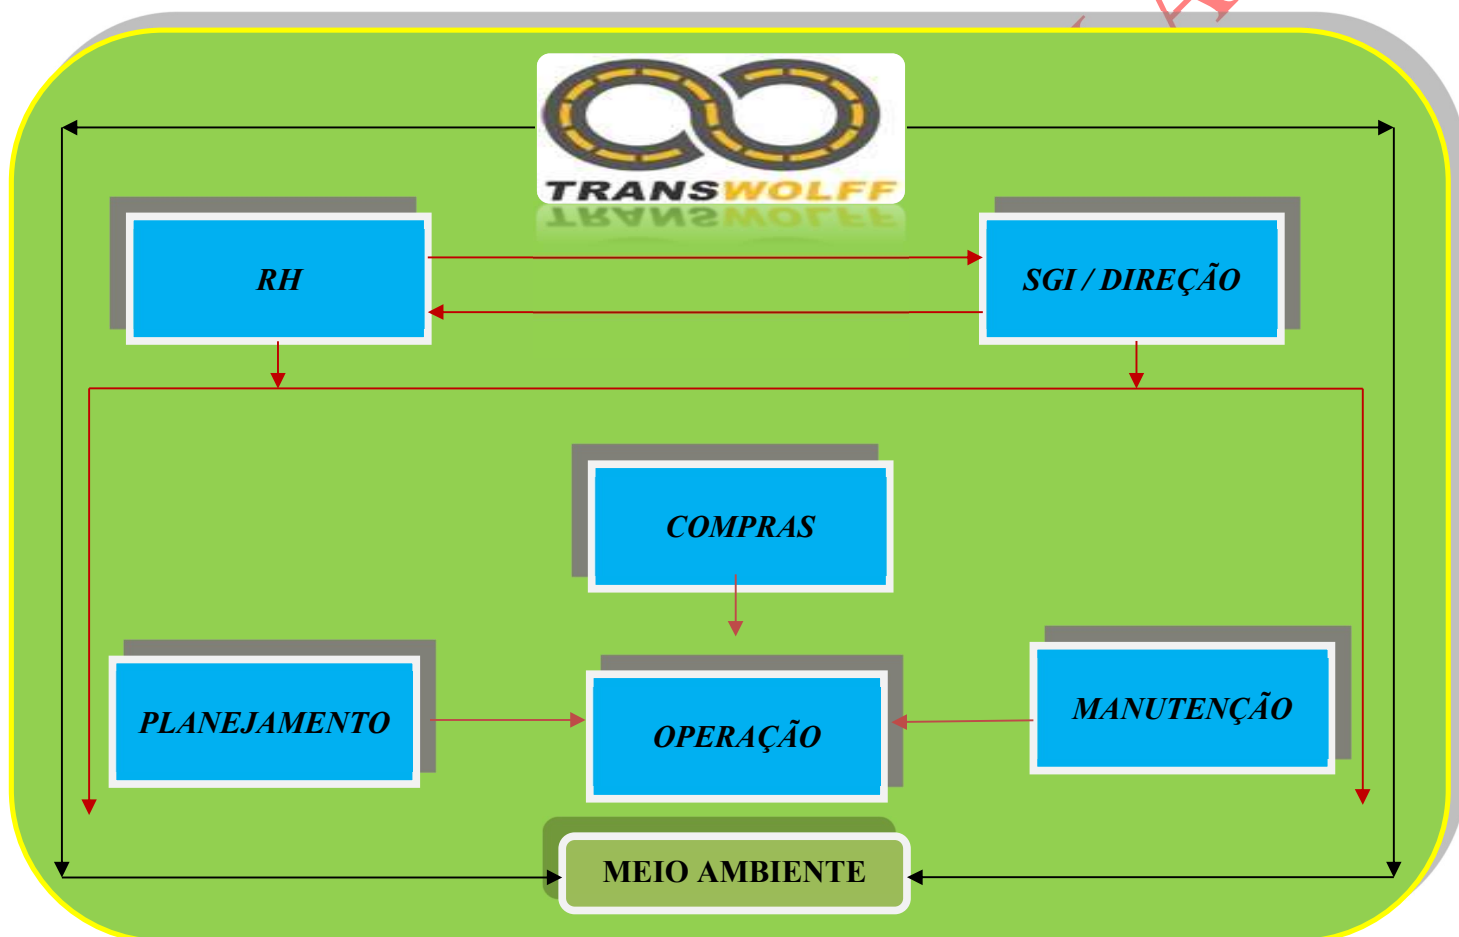 TRANSWOLFF
RH
SGI / DIREÇÃO
COMPRAS
PLANEJAMENTO
OPERAÇÃO
MANUTENÇÃO
MEIO AMBIENTE